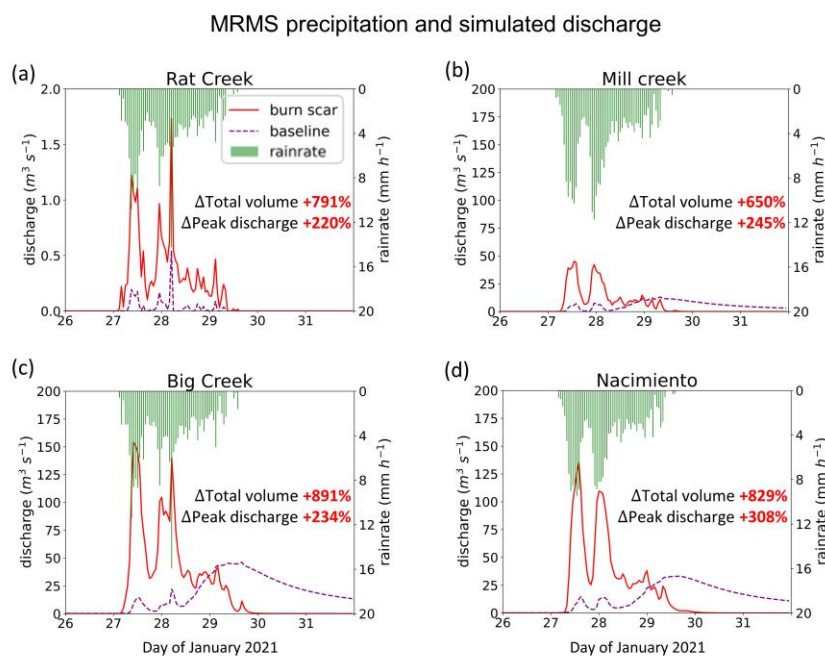 MRMS precipitation and simulated discharge
(a)
Rat Creek
2.0
1.5
1.0
0.5
0.0
discharge (m³ s⁻¹)
burn scar
baseline
rainrate
ΔTotal volume +791%
ΔPeak discharge +220%
0
4
8
12
16
20
rainrate (mm h⁻¹)
26 27 28 29 30 31
(b)
Mill creek
200
175
150
125
100
75
50
25
0
discharge (m³ s⁻¹)
ΔTotal volume +650%
ΔPeak discharge +245%
0
4
8
12
16
20
rainrate (mm h⁻¹)
26 27 28 29 30 31
(c)
Big Creek
200
175
150
125
100
75
50
25
0
discharge (m³ s⁻¹)
ΔTotal volume +891%
ΔPeak discharge +234%
0
4
8
12
16
20
rainrate (mm h⁻¹)
26 27 28 29 30 31
Day of January 2021
(d)
Nacimiento
200
175
150
125
100
75
50
25
0
discharge (m³ s⁻¹)
ΔTotal volume +829%
ΔPeak discharge +308%
0
4
8
12
16
20
rainrate (mm h⁻¹)
26 27 28 29 30 31
Day of January 2021